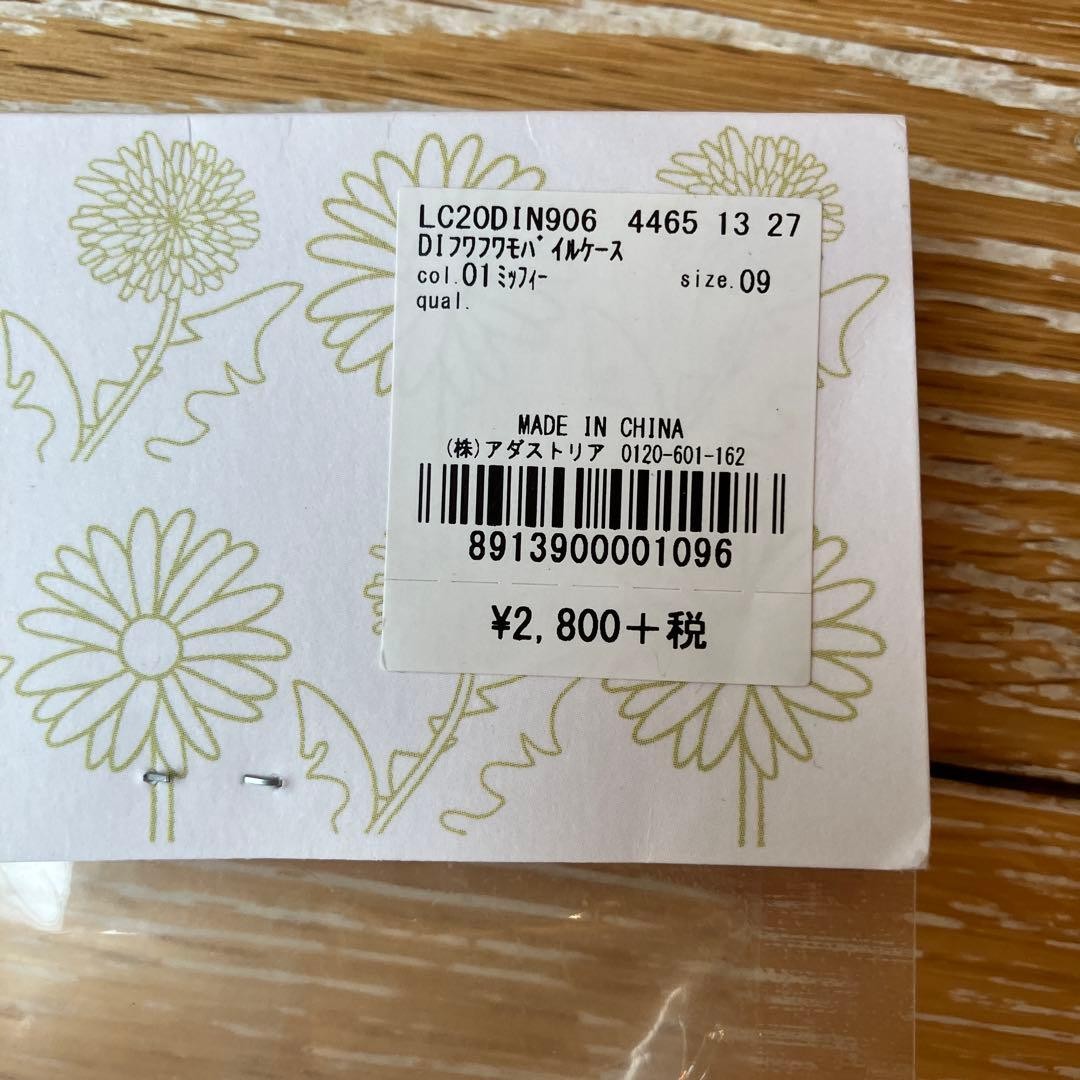 LC20DIN906 4465 13 27
DIフワフワモバイルケース
col.01ミッフィー size.09
qual.
MADE IN CHINA
(株)アダストリア 0120-601-162
8913900001096
¥2,800+税